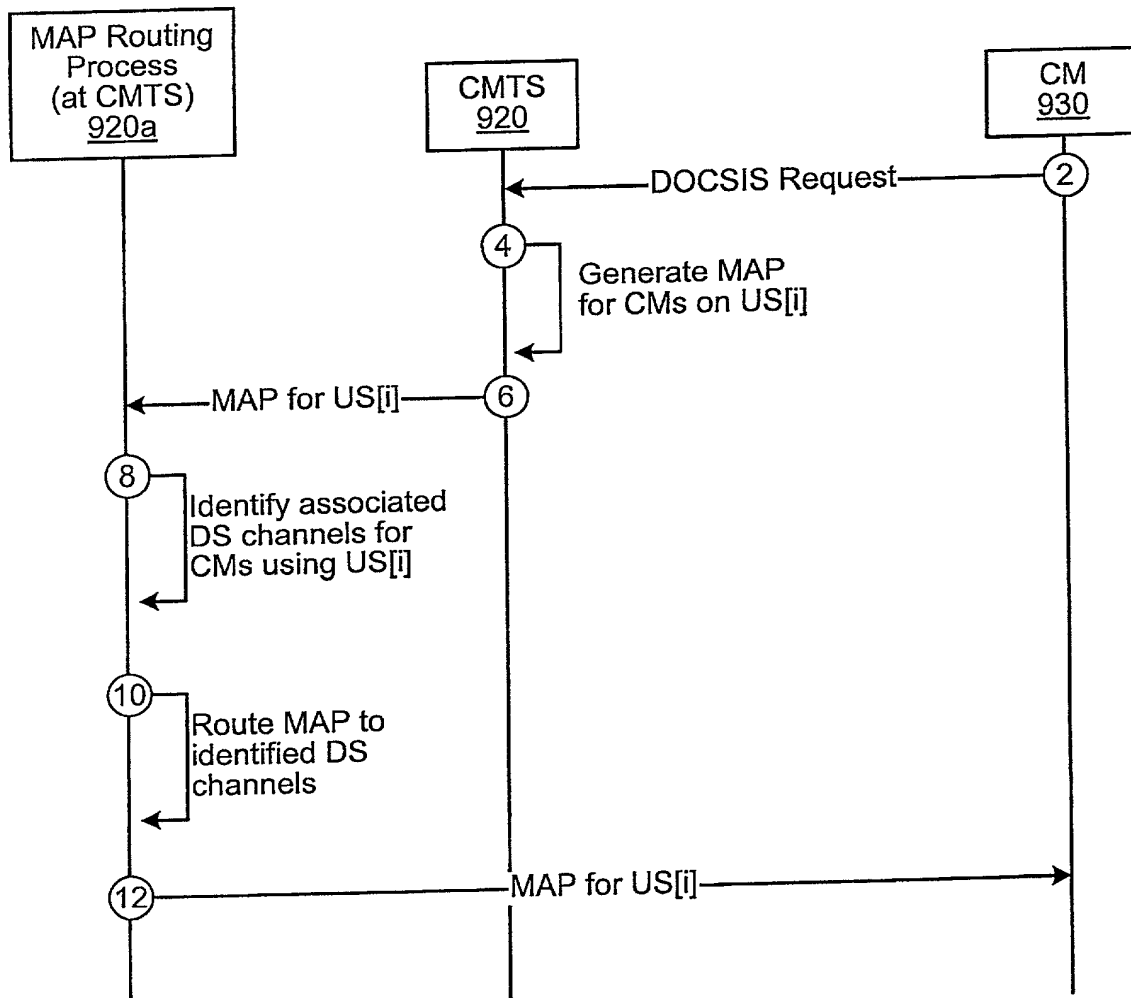 MAP Routing
Process
(at CMTS)
920a
CMTS
920
CM
930
DOCSIS Request
2
4
Generate MAP
for CMs on US[i]
MAP for US[i]
6
8
Identify associated
DS channels for
CMs using US[i]
10
Route MAP to
identified DS
channels
12
MAP for US[i]